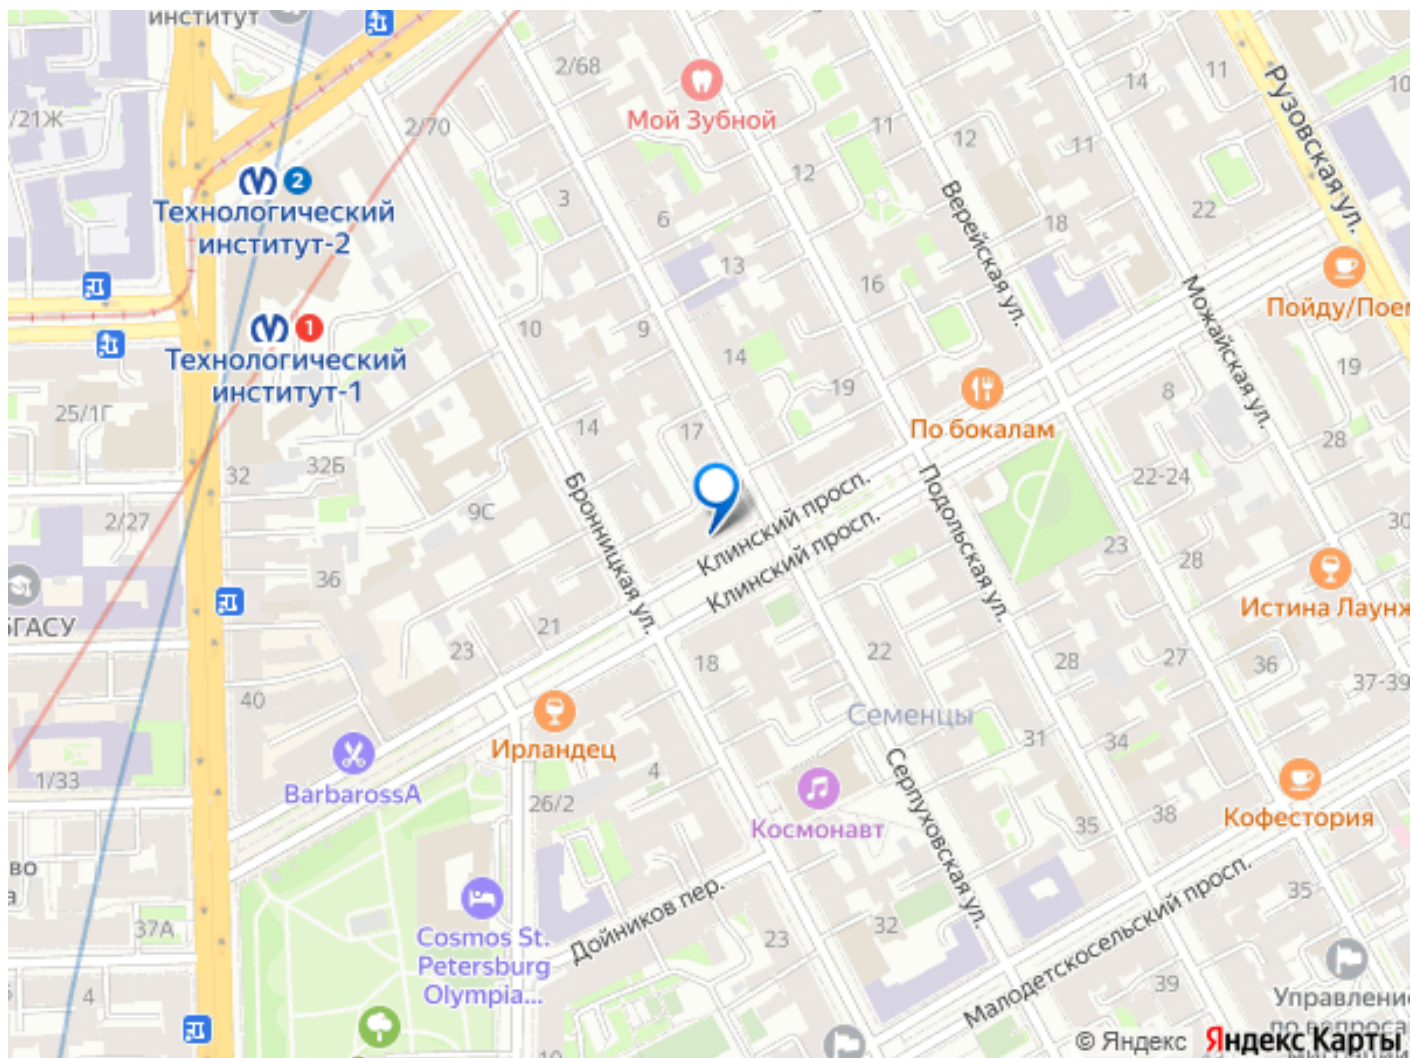 институт
2/68
2/70
/21Ж
Мой Зубной
11
12
11
14
11
10
Рузовская ул.
2
Технологический
институт-2
3
6
12
Верейская ул.
18
22
13
16
Можайская ул.
Пойду/Поем
1
Технологический
институт-1
10
9
14
19
По бокалам
8
19
25/1Г
14
17
28
32
32Б
22-24
Клинский просп.
Клинский просп.
Бронницкая ул.
Подольская ул.
2/27
9С
30
23
28
36
БГАСУ
21
23
22
18
28
27
36
Истина Лаунж
37-39
40
Ирландец
Семенцы
31
34
BarbarossA
1/33
4
26/2
Космонавт
Серпуховская ул.
35
38
Кофестория
во
а
37А
Cosmos St.
Petersburg
Olympia...
Дойников пер.
23
32
Малодетскосельский просп.
35
4
39
Управление
по вопроса
10
© Яндекс Яндекс Карты